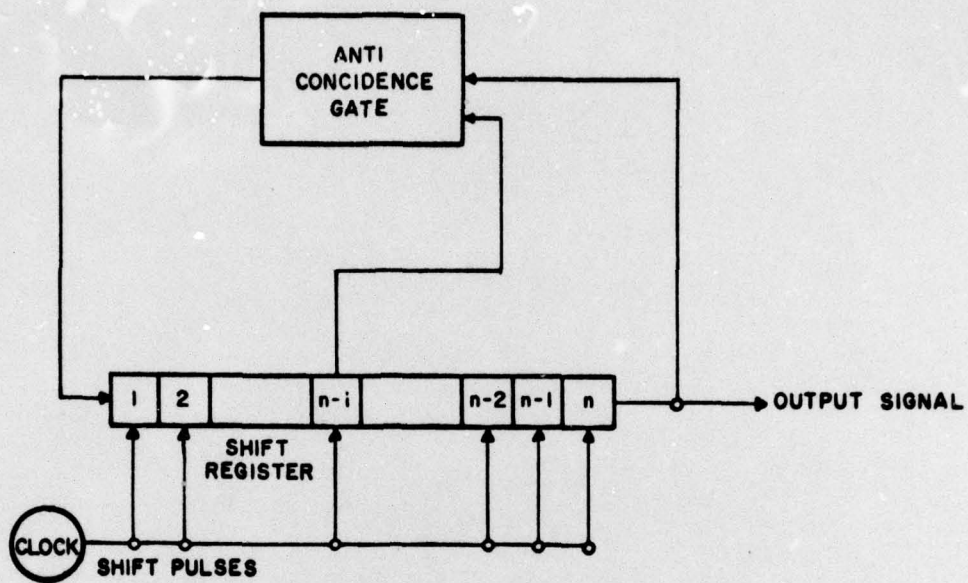 ANTI
CONCIDENCE
GATE
1 2 n-i n-2 n-1 n
OUTPUT SIGNAL
SHIFT
REGISTER
CLOCK
SHIFT PULSES